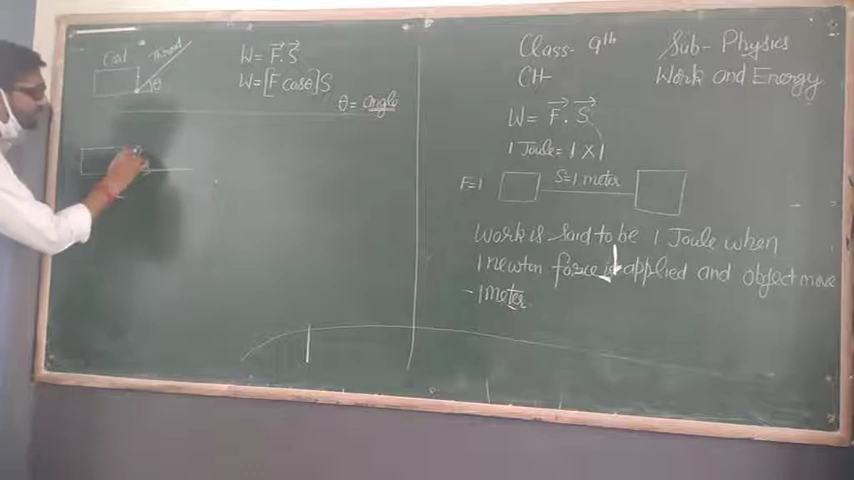 Cart Thread
θ
W= F⃗.S⃗
W=[F cosθ]S
θ= angle
Class- 9th Sub- Physics
CH Work and Energy
W= F⃗. S⃗
1 Joule= 1 X 1
F=1 S=1 meter
Work is said to be 1 Joule when
1 newton force is applied and object move
-1 meter.